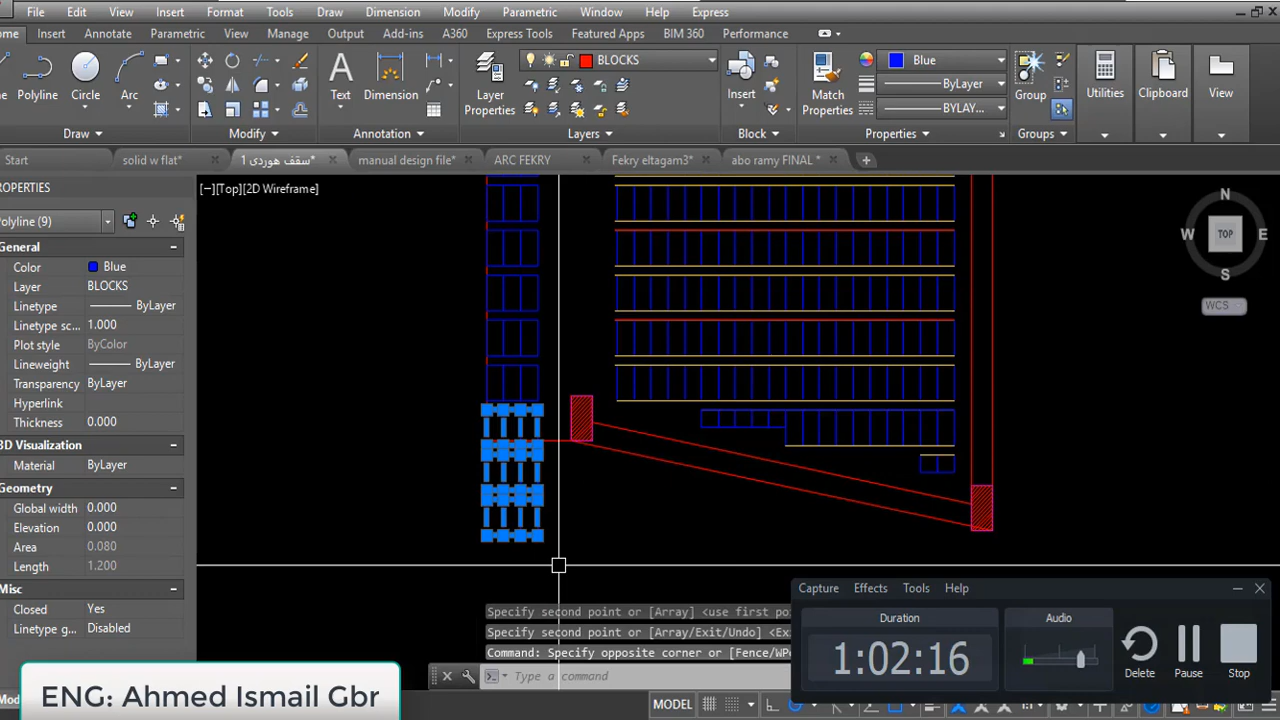 File Edit View Insert Format Tools Draw Dimension Modify Parametric Window Help Express
Insert Annotate Parametric View Manage Output Add-ins A360 Express Tools Featured Apps BIM 360 Performance
BLOCKS
Blue
ByLayer
BYLAY...
Polyline Circle Arc Text Dimension Layer Properties Insert Match Properties Group Utilities Clipboard View
Draw Modify Annotation Layers Block Properties Groups
Start solid w flat* سقف هوردى 1* manual design file* ARC FEKRY Fekry eltagam3* abo ramy FINAL *
[−][Top][2D Wireframe]
N
W TOP E
S
WCS
General
Color Blue
Layer BLOCKS
Linetype ByLayer
Linetype sc... 1.000
Plot style ByColor
Lineweight ByLayer
Transparency ByLayer
Hyperlink
Thickness 0.000
3D Visualization
Material ByLayer
Geometry
Global width 0.000
Elevation 0.000
Area 0.080
Length 1.200
Misc
Closed Yes
Linetype g... Disabled
Specify second point or [Array] <use first poi
Specify second point or [Array/Exit/Undo] <Ex
Command: Specify opposite corner or [Fence/WP
Type a command
Capture Effects Tools Help
Duration Audio
1:02:16
Delete Pause Stop
MODEL
ENG: Ahmed Ismail Gbr